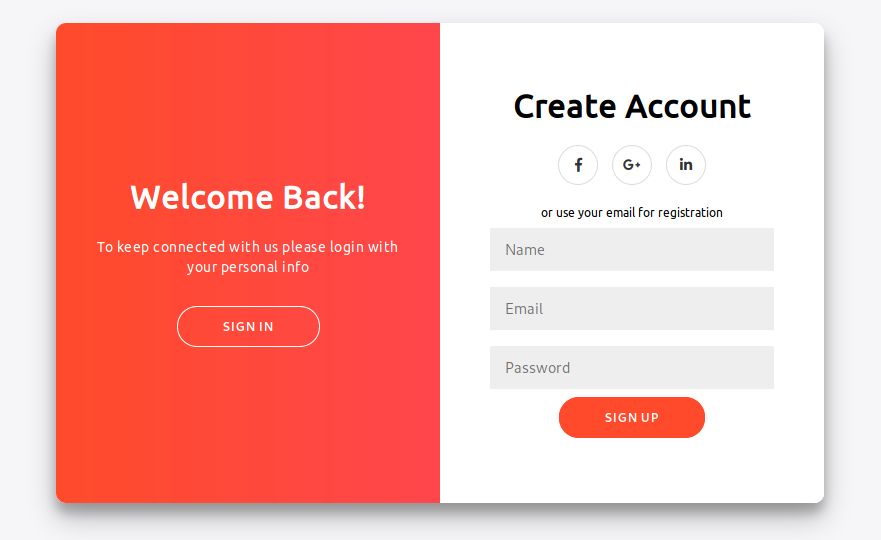 Welcome Back!
To keep connected with us please login with
your personal info
SIGN IN
Create Account
f
G+
in
or use your email for registration
Name
Email
Password
SIGN UP